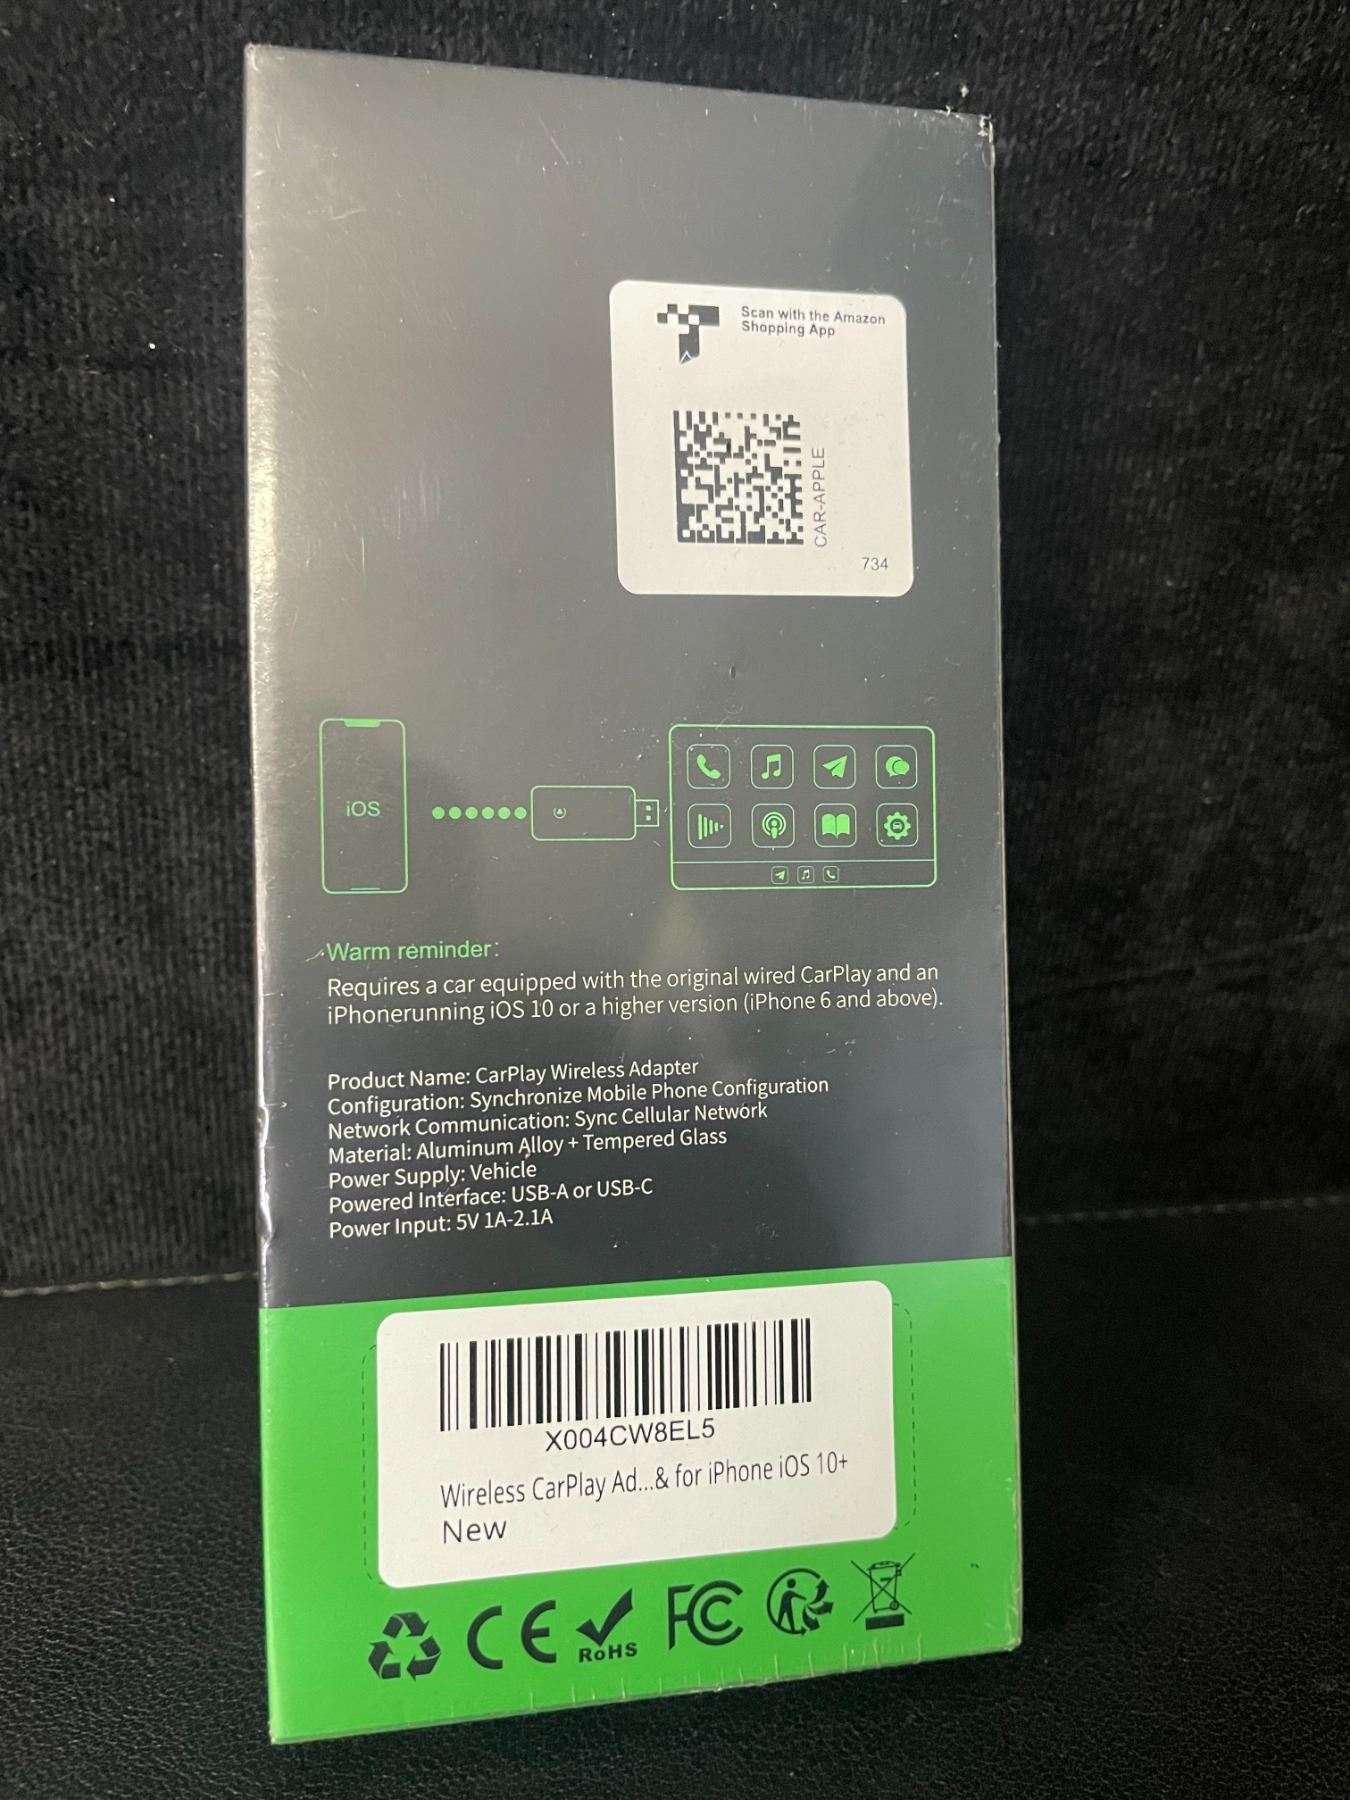 Scan with the Amazon
Shopping App
CAR-APPLE
734
iOS
Warm reminder:
Requires a car equipped with the original wired CarPlay and an
iPhonerunning iOS 10 or a higher version (iPhone 6 and above).
Product Name: CarPlay Wireless Adapter
Configuration: Synchronize Mobile Phone Configuration
Network Communication: Sync Cellular Network
Material: Aluminum Alloy + Tempered Glass
Power Supply: Vehicle
Powered Interface: USB-A or USB-C
Power Input: 5V 1A-2.1A
X004CW8EL5
Wireless CarPlay Ad...& for iPhone iOS 10+
New
CE RoHS FC